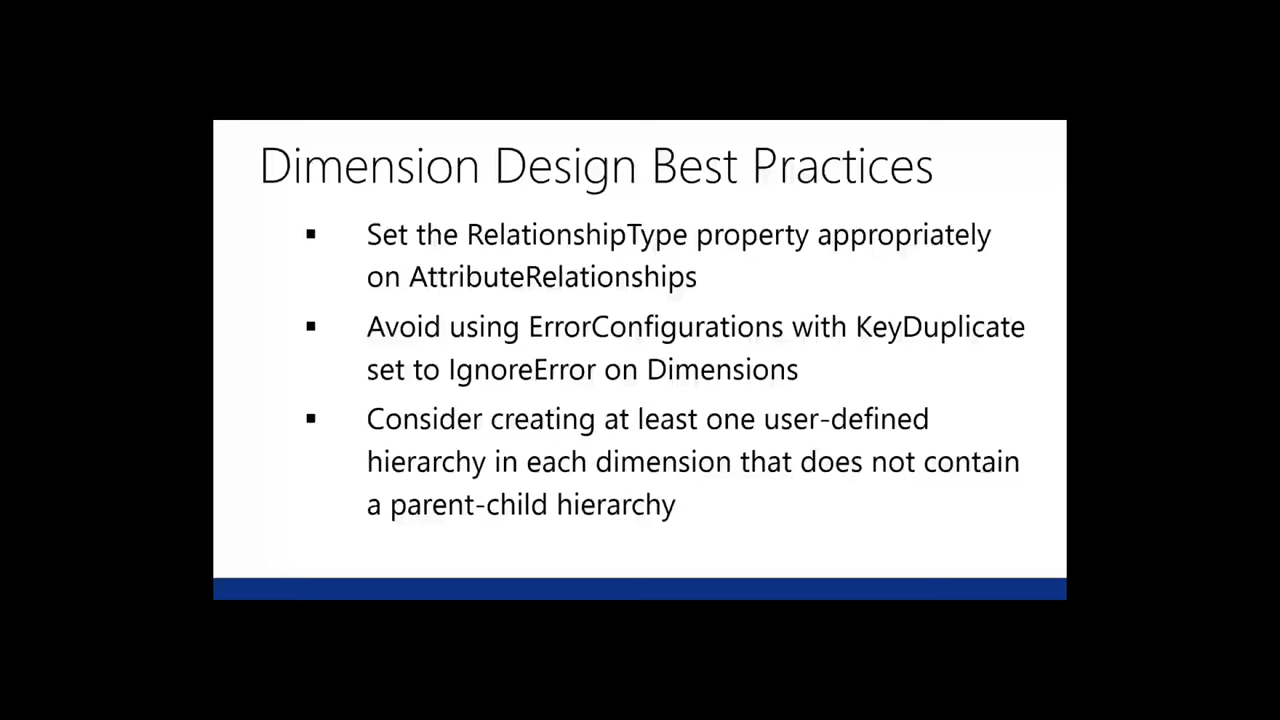 Dimension Design Best Practices
▪ Set the RelationshipType property appropriately
on AttributeRelationships
▪ Avoid using ErrorConfigurations with KeyDuplicate
set to IgnoreError on Dimensions
▪ Consider creating at least one user-defined
hierarchy in each dimension that does not contain
a parent-child hierarchy